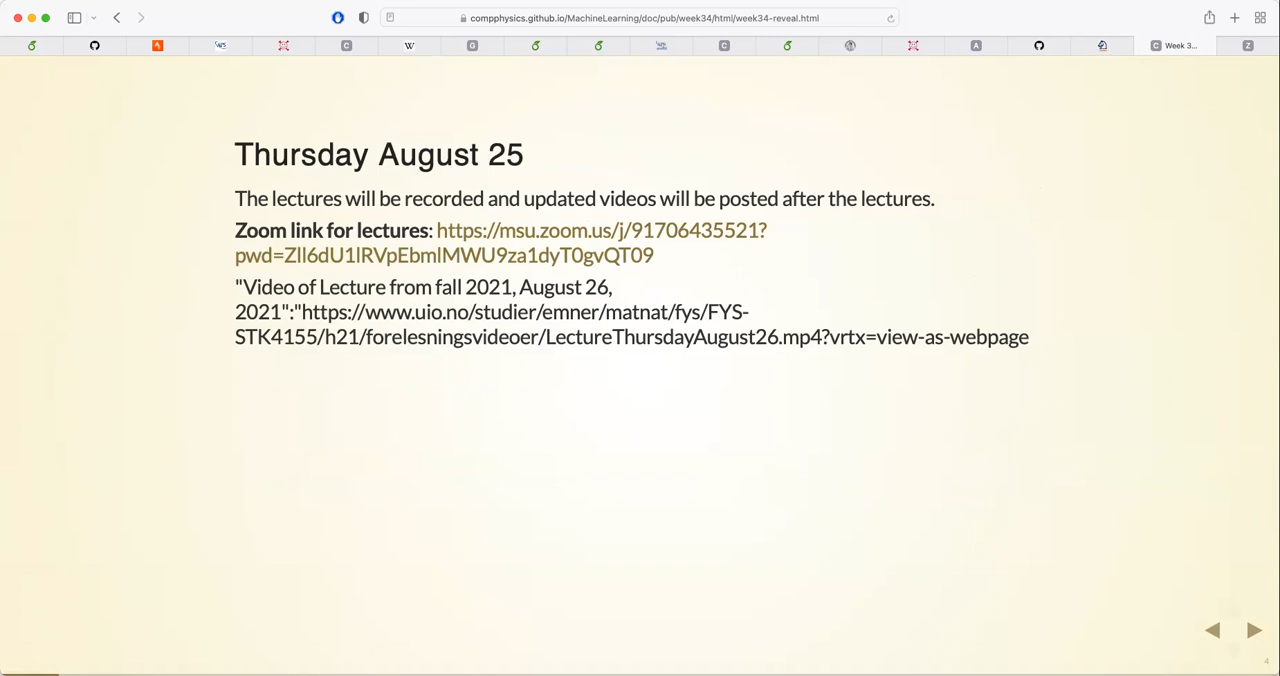 compphysics.github.io/MachineLearning/doc/pub/week34/html/week34-reveal.html
C
W
G
C
A
C Week 3...
Z
Thursday August 25
The lectures will be recorded and updated videos will be posted after the lectures.
Zoom link for lectures: https://msu.zoom.us/j/91706435521?
pwd=Zll6dU1lRVpEbmlMWU9za1dyT0gvQT09
"Video of Lecture from fall 2021, August 26,
2021":"https://www.uio.no/studier/emner/matnat/fys/FYS-
STK4155/h21/forelesningsvideoer/LectureThursdayAugust26.mp4?vrtx=view-as-webpage
4